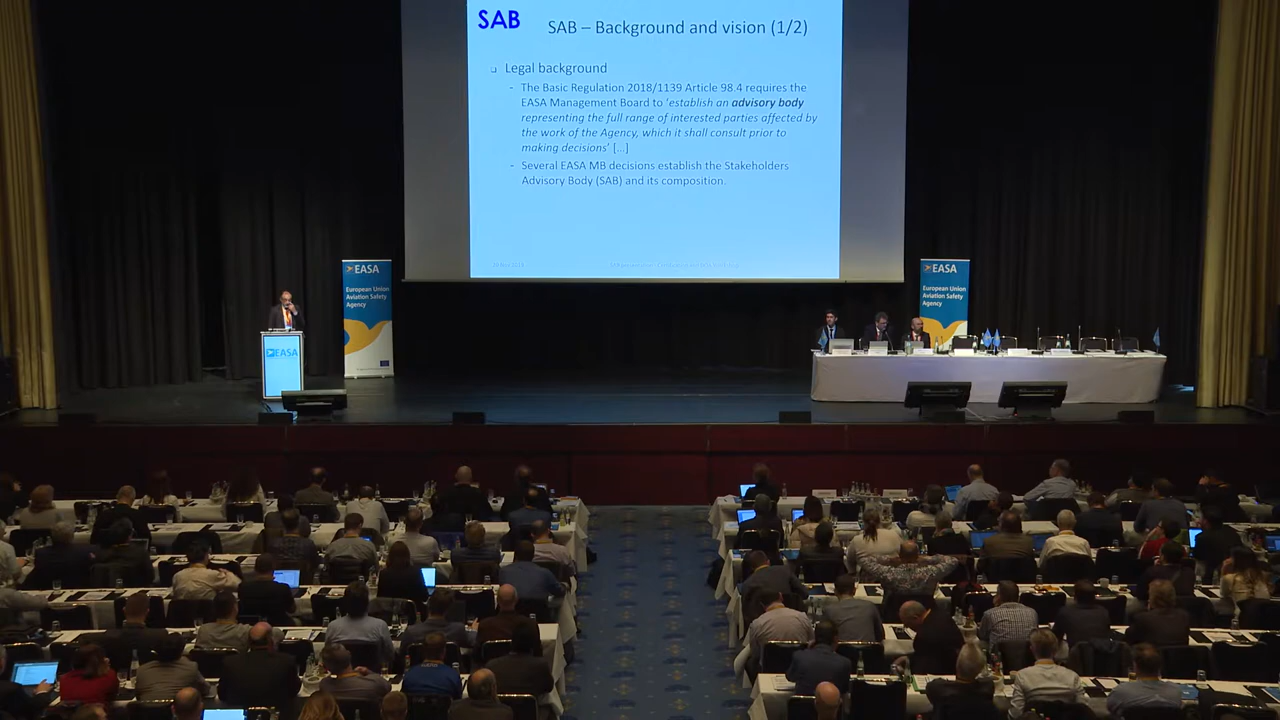 SAB
SAB – Background and vision (1/2)
Legal background
- The Basic Regulation 2018/1139 Article 98.4 requires the
EASA Management Board to ‘establish an advisory body
representing the full range of interested parties affected by
the work of the Agency, which it shall consult prior to
making decisions’ [...]
- Several EASA MB decisions establish the Stakeholders
Advisory Body (SAB) and its composition.
EASA
European Union
Aviation Safety
Agency
EASA
European Union
Aviation Safety
Agency
EASA